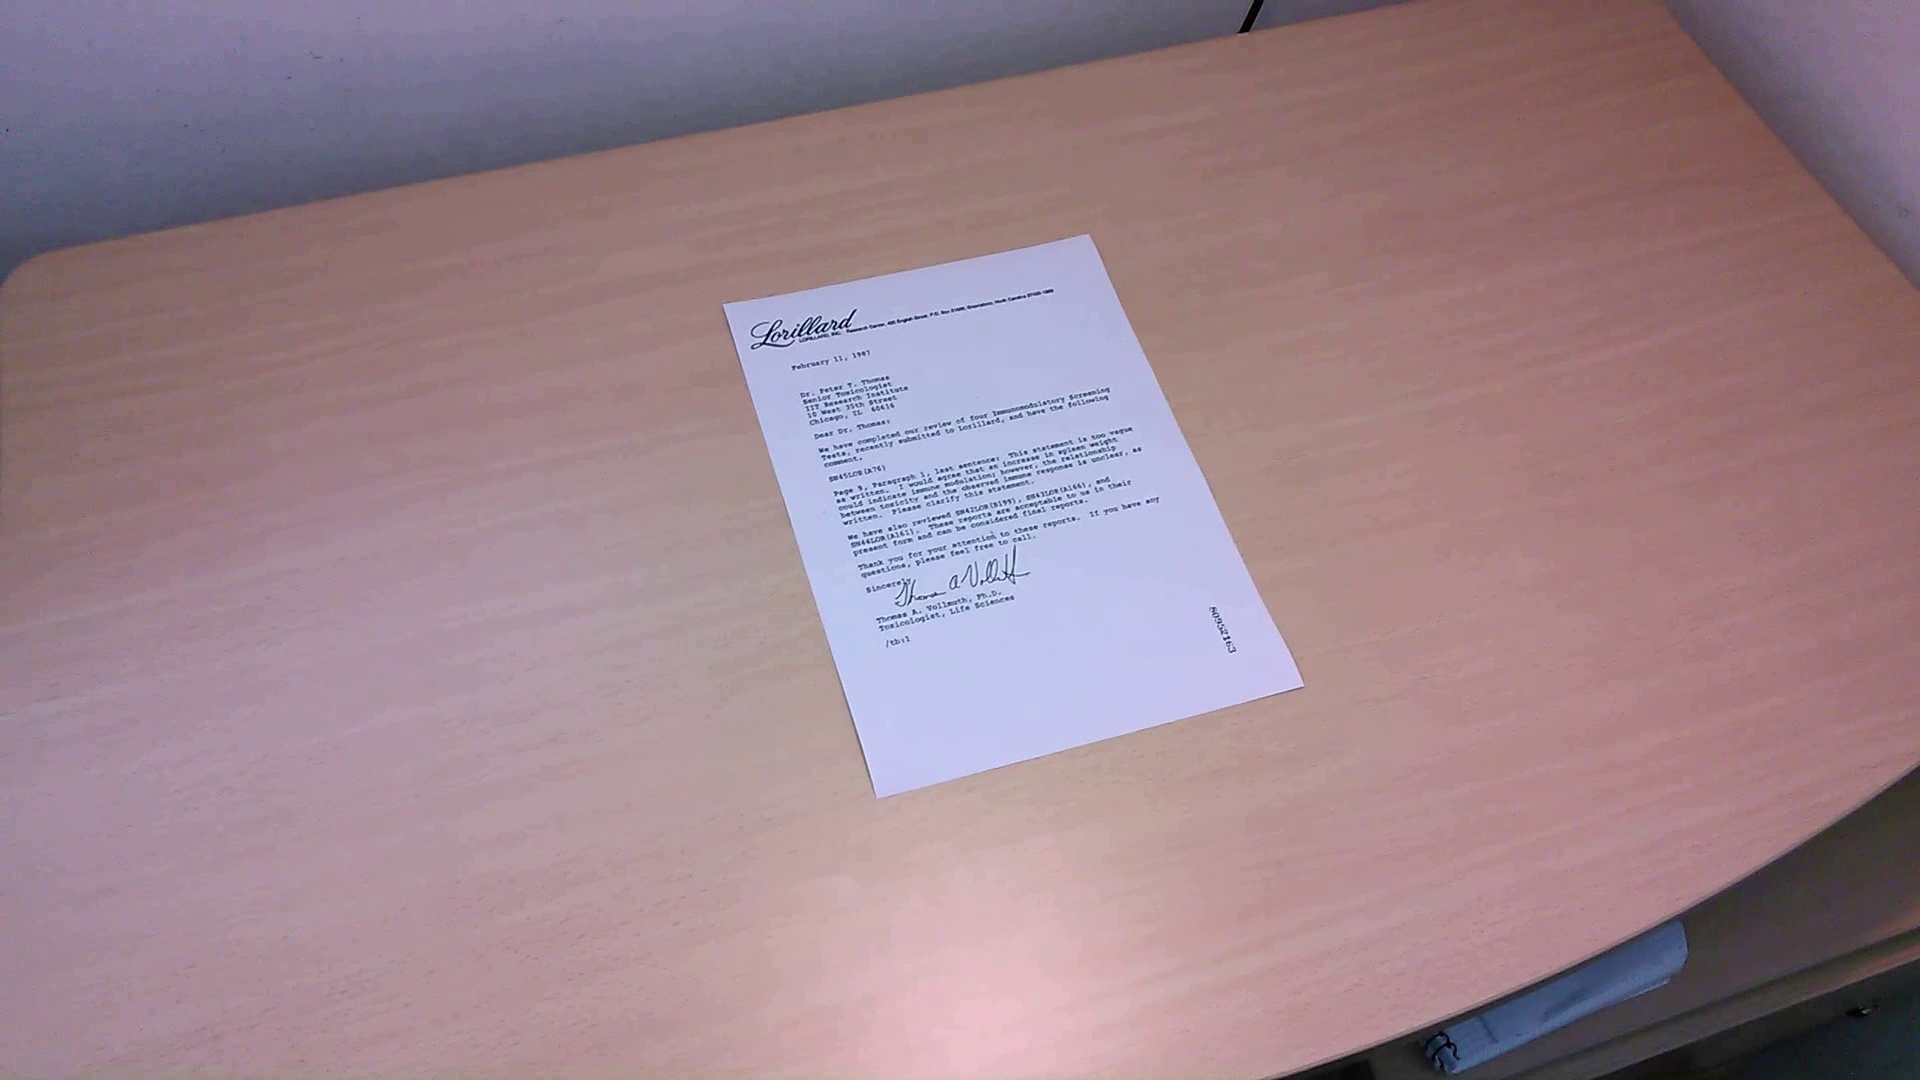 Lorillard
LORILLARD, INC. Research Center, 420 English Street, P.O. Box 21688, Greensboro, North Carolina 27420-1688
February 11, 1987
Dr. Peter T. Thomas
Senior Toxicologist
IIT Research Institute
10 West 35th Street
Chicago, IL 60616
Dear Dr. Thomas:
We have completed our review of four Immunomodulatory Screening
Tests, recently submitted to Lorillard, and have the following
comment.
SN45LOR(A76)
Page 9, Paragraph 1, last sentence: This statement is too vague
as written. I would agree that an increase in spleen weight
could indicate immune modulation; however, the relationship
between toxicity and the observed immune response is unclear, as
written. Please clarify this statement.
We have also reviewed SN42LOR(B199), SN43LOR(A166), and
SN44LOR(A161). These reports are acceptable to us in their
present form and can be considered final reports.
Thank you for your attention to these reports. If you have any
questions, please feel free to call.
Sincerely,
Thomas A. Vollmuth
Thomas A. Vollmuth, Ph.D.
Toxicologist, Life Sciences
/tb:1
80952163